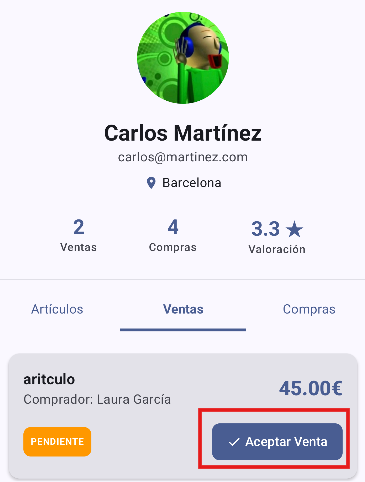 Carlos Martínez
carlos@martinez.com
Barcelona
2 4 3.3 ★
Ventas Compras Valoración
Artículos Ventas Compras
aritculo
45.00€
Comprador: Laura García
PENDIENTE
✓ Aceptar Venta